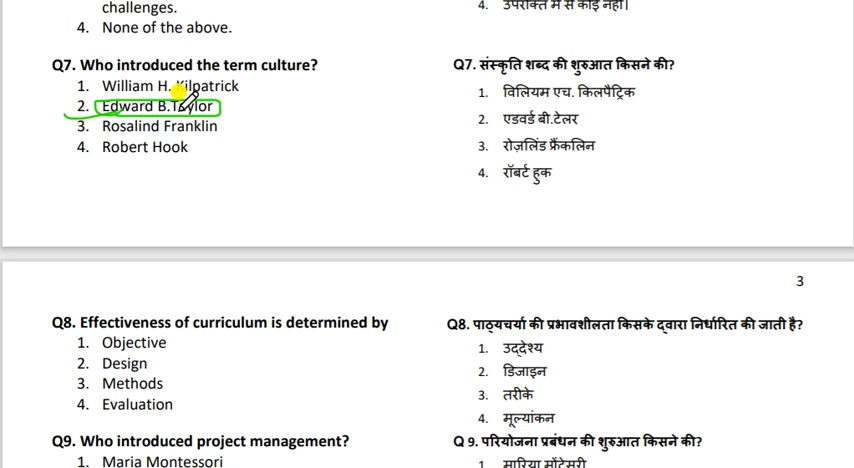 challenges.
4. None of the above.
Q7. Who introduced the term culture?
1. William H. Kilpatrick
2. Edward B.Taylor
3. Rosalind Franklin
4. Robert Hook
4. उपरोक्त में से कोई नहीं।
Q7. संस्कृति शब्द की शुरुआत किसने की?
1. विलियम एच. किलपैट्रिक
2. एडवर्ड बी.टेलर
3. रोज़लिंड फ्रैंकलिन
4. रॉबर्ट हुक
3
Q8. Effectiveness of curriculum is determined by
1. Objective
2. Design
3. Methods
4. Evaluation
Q9. Who introduced project management?
1. Maria Montessori
Q8. पाठ्यचर्या की प्रभावशीलता किसके द्वारा निर्धारित की जाती है?
1. उद्देश्य
2. डिजाइन
3. तरीके
4. मूल्यांकन
Q 9. परियोजना प्रबंधन की शुरुआत किसने की?
1. मारिया मोंटेसरी